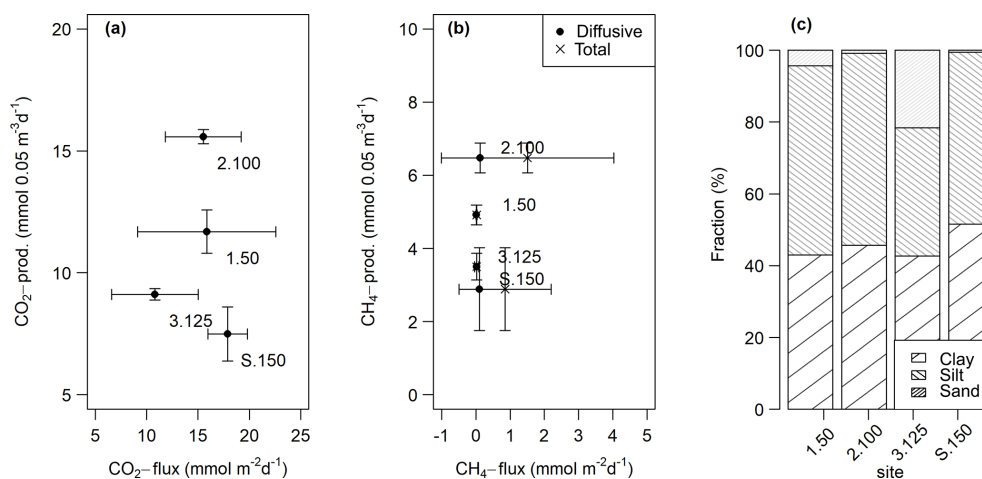 (a)
20
15
10
5
CO₂−prod. (mmol 0.05 m⁻³d⁻¹)
2.100
1.50
3.125
S.150
5 10 15 20 25
CO₂−flux (mmol m⁻²d⁻¹)
(b)
Diffusive
Total
10
8
6
4
2
0
CH₄−prod. (mmol 0.05 m⁻³d⁻¹)
2.100
1.50
3.125
S.150
-1 0 1 2 3 4 5
CH₄−flux (mmol m⁻²d⁻¹)
(c)
100
80
60
40
20
0
Fraction (%)
Clay
Silt
Sand
1.50 2.100 3.125 S.150
site